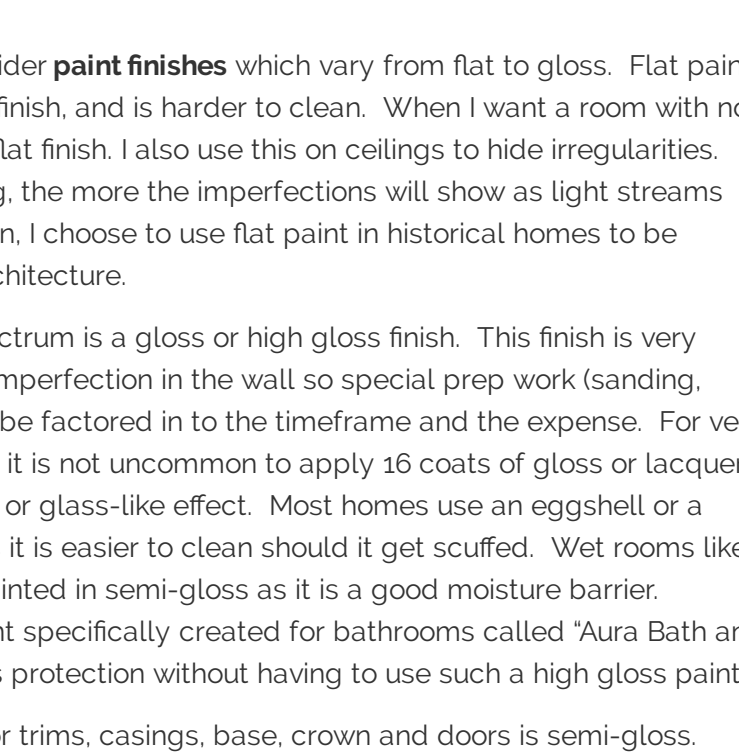 ider paint finishes which vary from flat to gloss. Flat pain
finish, and is harder to clean. When I want a room with no
flat finish. I also use this on ceilings to hide irregularities.
g, the more the imperfections will show as light streams
n, I choose to use flat paint in historical homes to be
chitecture.
ctrum is a gloss or high gloss finish. This finish is very
mperfection in the wall so special prep work (sanding,
be factored in to the timeframe and the expense. For ve
it is not uncommon to apply 16 coats of gloss or lacquer
or glass-like effect. Most homes use an eggshell or a
it is easier to clean should it get scuffed. Wet rooms like
inted in semi-gloss as it is a good moisture barrier.
nt specifically created for bathrooms called “Aura Bath an
s protection without having to use such a high gloss paint
or trims, casings, base, crown and doors is semi-gloss.